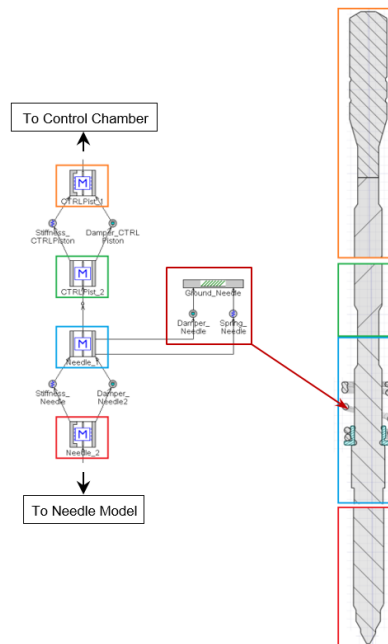 To Control Chamber
M
CTRLPist_1
Stiffness_
CTRLPiston
Damper_CTRL
Piston
M
CTRLPist_2
Ground_Needle
Damper_
Needle
Spring_
Needle
M
Needle_1
Stiffness_
Needle
Damper_
Needle2
M
Needle_2
To Needle Model